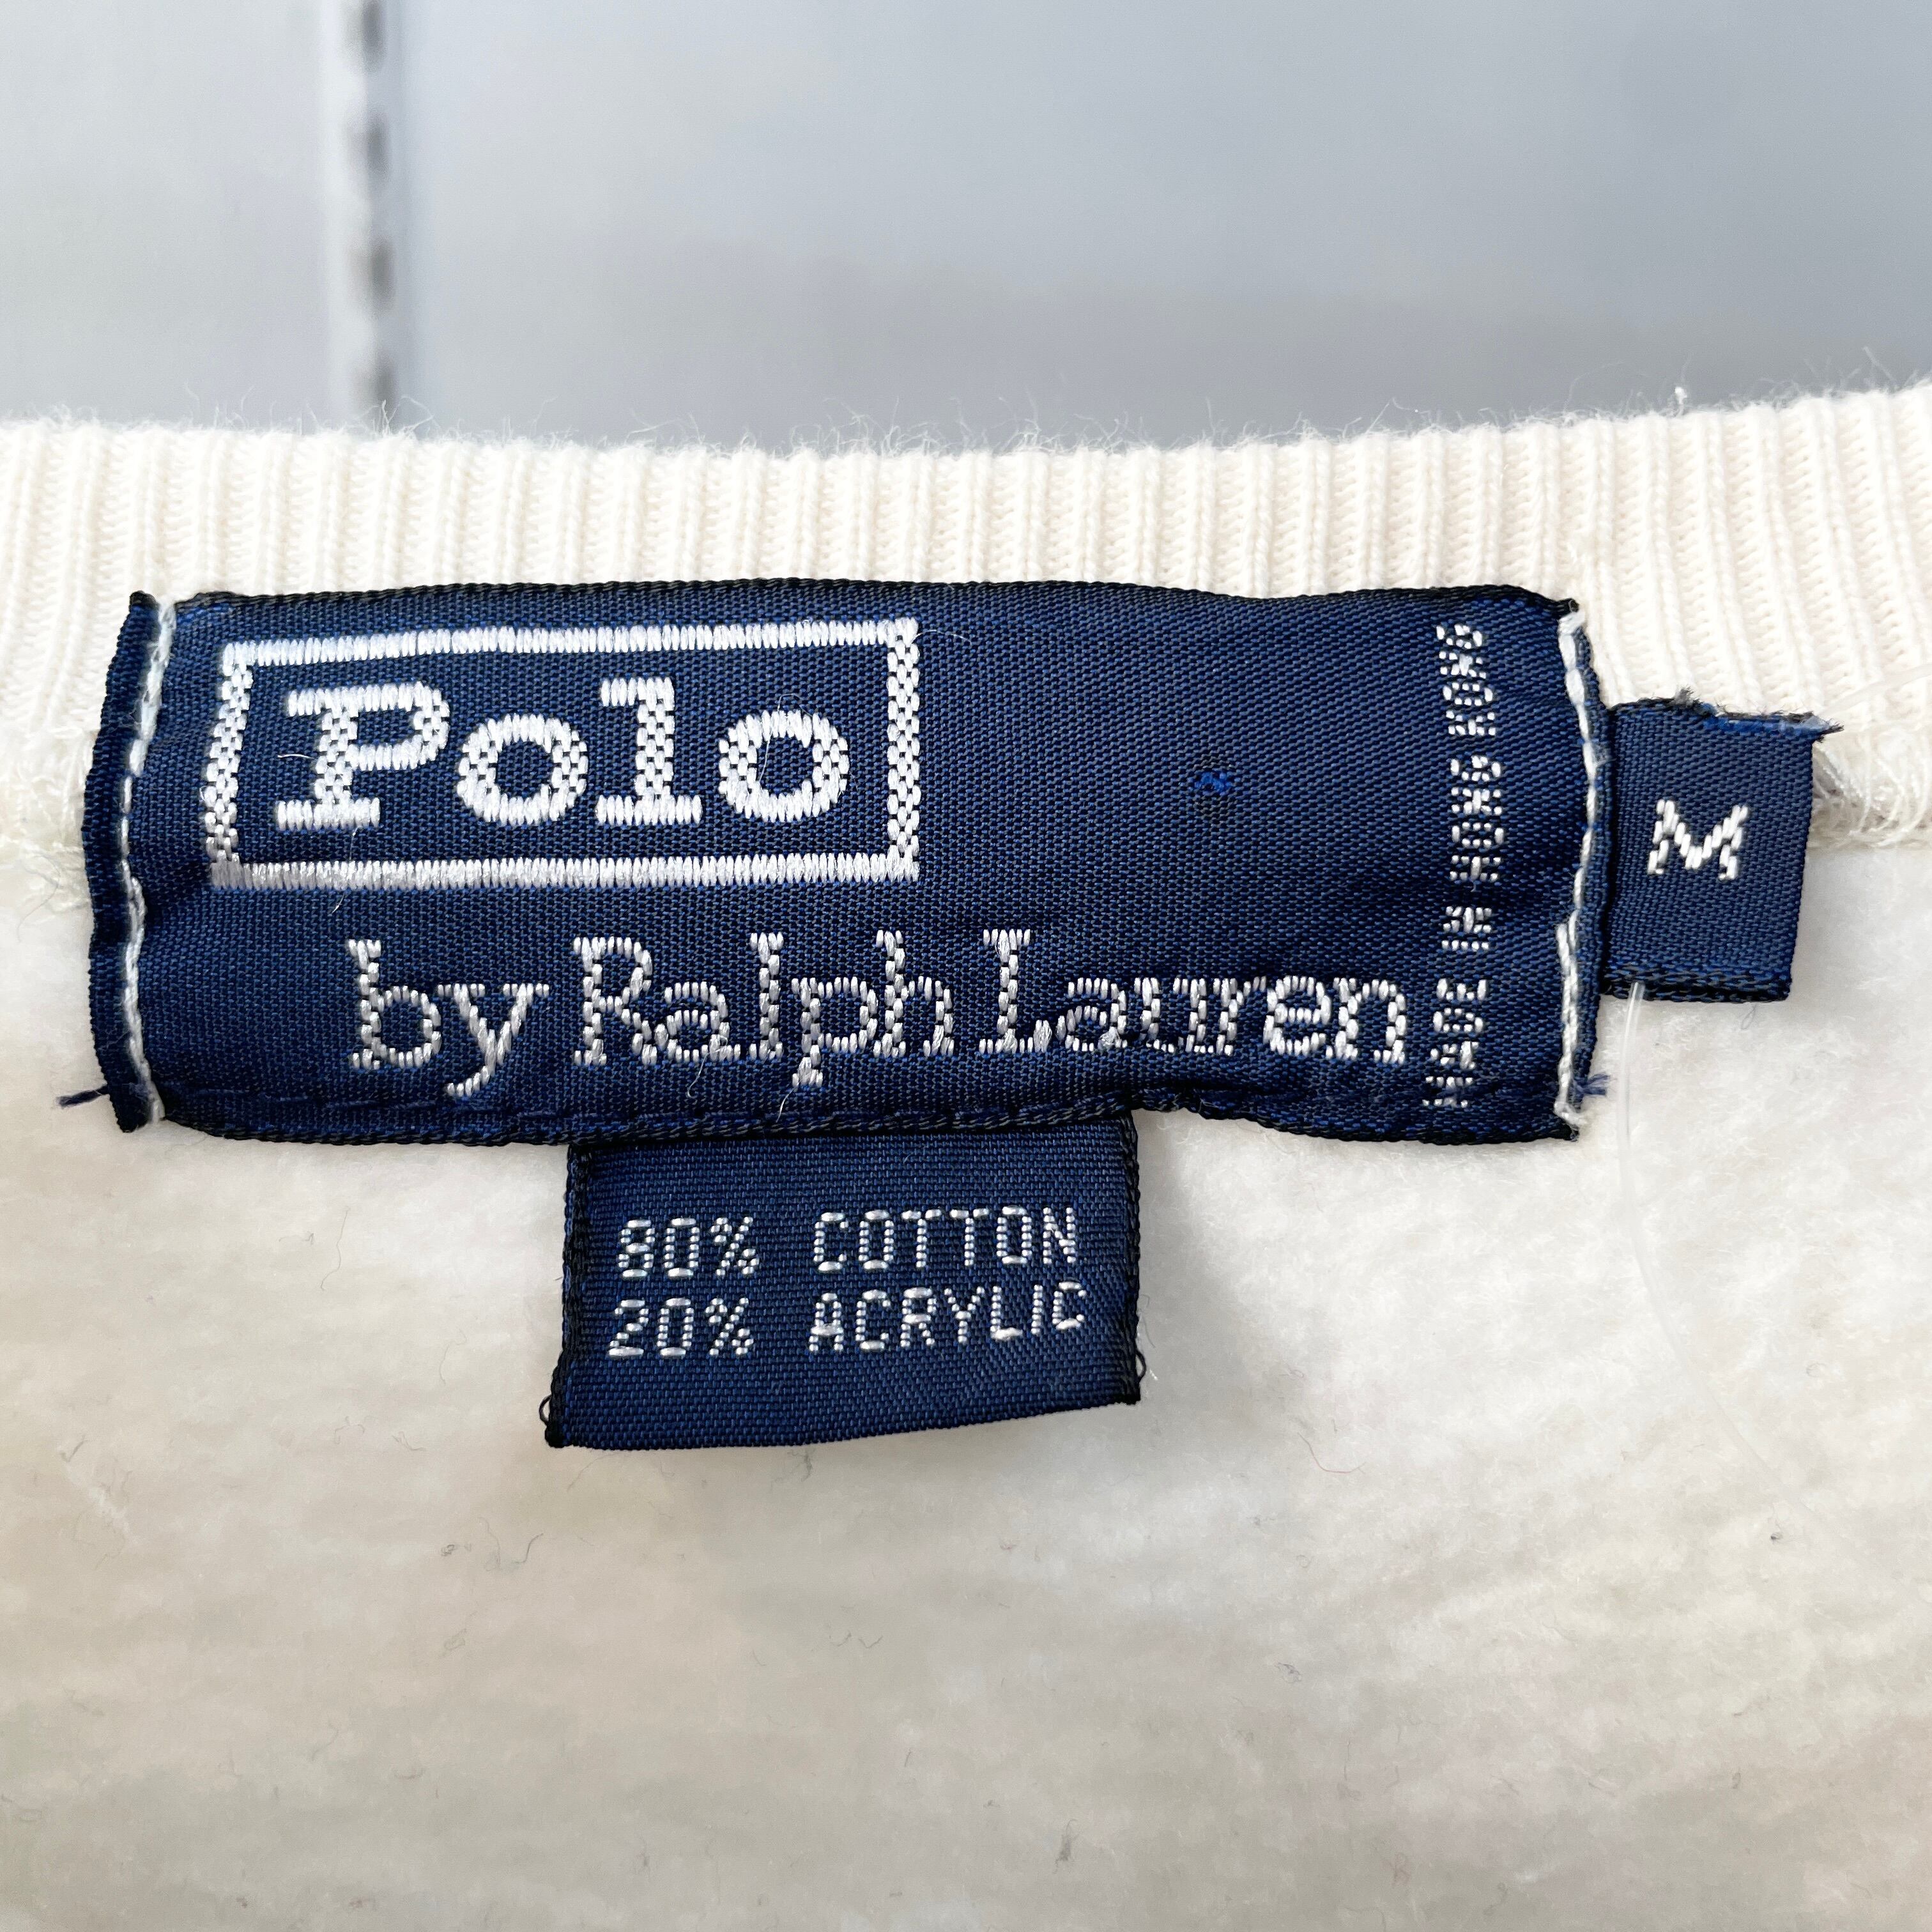 Polo
by Ralph Lauren
MADE IN HONG KONG
M
80% COTTON
20% ACRYLIC